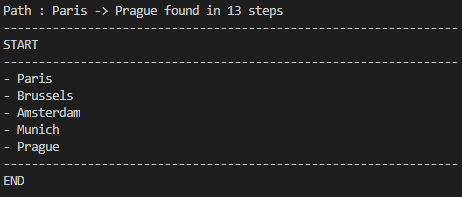 Path : Paris -> Prague found in 13 steps
-----------------------------------------------------------------
START
-----------------------------------------------------------------
- Paris
- Brussels
- Amsterdam
- Munich
- Prague
-----------------------------------------------------------------
END